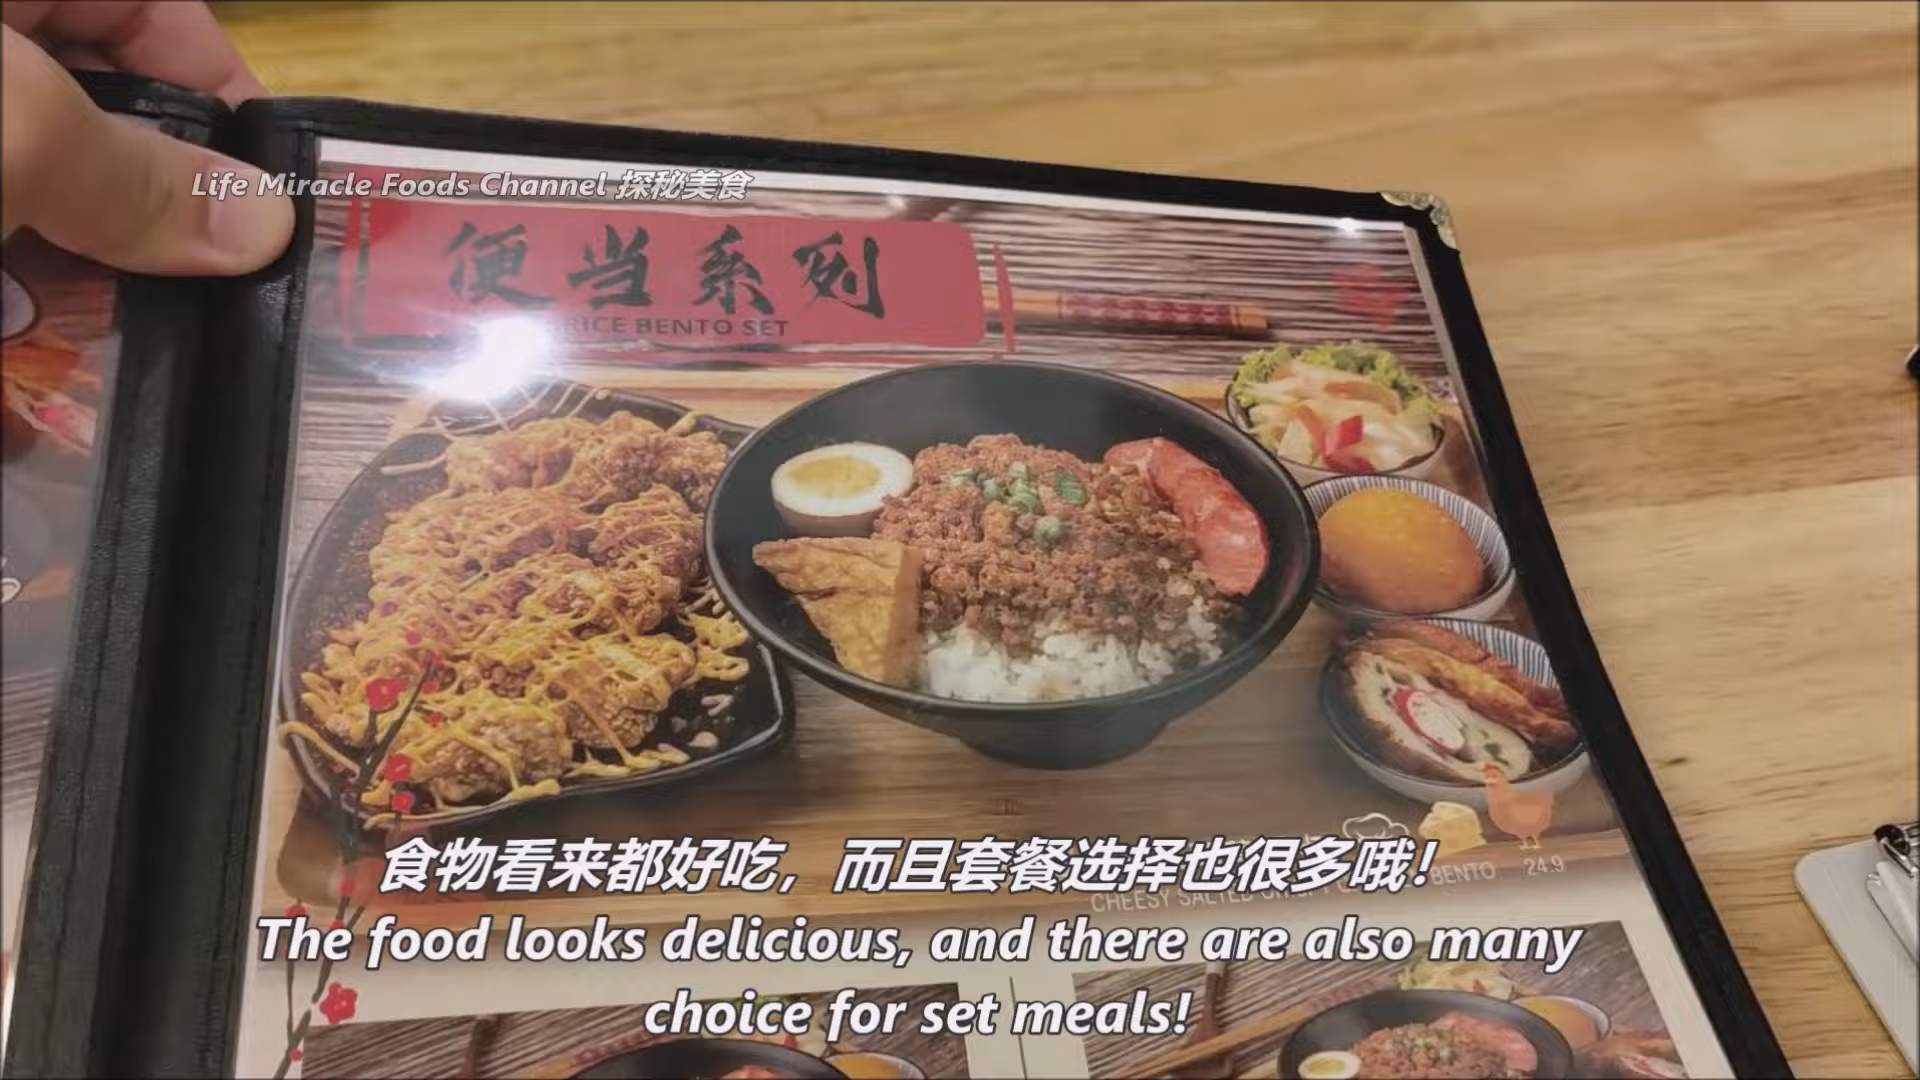 Life Miracle Foods Channel 探秘美食
便当系列
RICE BENTO SET
食物看来都好吃，而且套餐选择也很多哦！
CHEESY SALTED BENTO 24.9
The food looks delicious, and there are also many
choice for set meals!